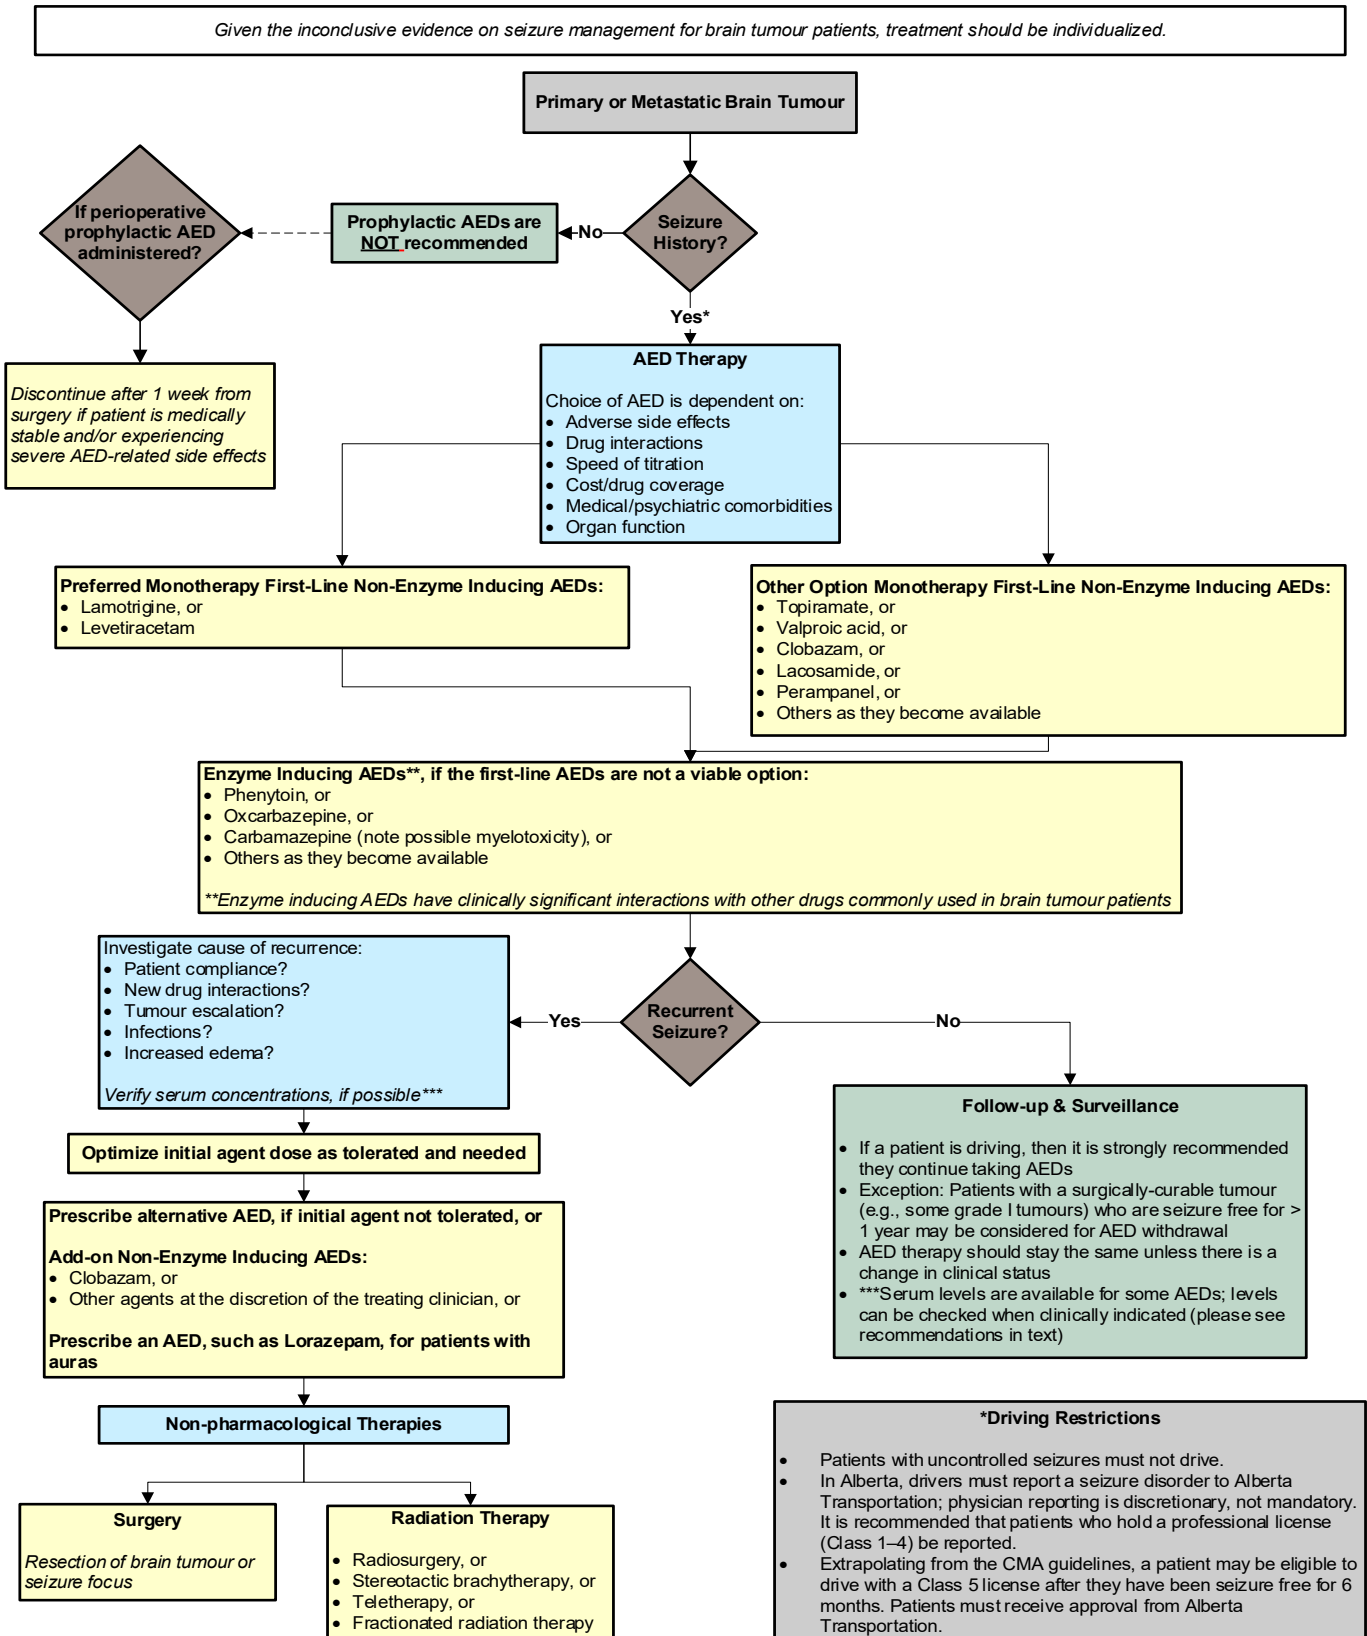 Given the inconclusive evidence on seizure management for brain tumour patients, treatment should be individualized.
Primary or Metastatic Brain Tumour
Seizure
History?
No
Prophylactic AEDs are
NOT recommended
If perioperative
prophylactic AED
administered?
Discontinue after 1 week from
surgery if patient is medically
stable and/or experiencing
severe AED-related side effects
Yes*
AED Therapy
Choice of AED is dependent on:
• Adverse side effects
• Drug interactions
• Speed of titration
• Cost/drug coverage
• Medical/psychiatric comorbidities
• Organ function
Preferred Monotherapy First-Line Non-Enzyme Inducing AEDs:
• Lamotrigine, or
• Levetiracetam
Other Option Monotherapy First-Line Non-Enzyme Inducing AEDs:
• Topiramate, or
• Valproic acid, or
• Clobazam, or
• Lacosamide, or
• Perampanel, or
• Others as they become available
Enzyme Inducing AEDs**, if the first-line AEDs are not a viable option:
• Phenytoin, or
• Oxcarbazepine, or
• Carbamazepine (note possible myelotoxicity), or
• Others as they become available
**Enzyme inducing AEDs have clinically significant interactions with other drugs commonly used in brain tumour patients
Recurrent
Seizure?
Yes
No
Investigate cause of recurrence:
• Patient compliance?
• New drug interactions?
• Tumour escalation?
• Infections?
• Increased edema?
Verify serum concentrations, if possible***
Optimize initial agent dose as tolerated and needed
Prescribe alternative AED, if initial agent not tolerated, or
Add-on Non-Enzyme Inducing AEDs:
• Clobazam, or
• Other agents at the discretion of the treating clinician, or
Prescribe an AED, such as Lorazepam, for patients with
auras
Non-pharmacological Therapies
Surgery
Resection of brain tumour or
seizure focus
Radiation Therapy
• Radiosurgery, or
• Stereotactic brachytherapy, or
• Teletherapy, or
• Fractionated radiation therapy
Follow-up & Surveillance
• If a patient is driving, then it is strongly recommended
they continue taking AEDs
• Exception: Patients with a surgically-curable tumour
(e.g., some grade I tumours) who are seizure free for >
1 year may be considered for AED withdrawal
• AED therapy should stay the same unless there is a
change in clinical status
• ***Serum levels are available for some AEDs; levels
can be checked when clinically indicated (please see
recommendations in text)
*Driving Restrictions
• Patients with uncontrolled seizures must not drive.
• In Alberta, drivers must report a seizure disorder to Alberta
Transportation; physician reporting is discretionary, not mandatory.
It is recommended that patients who hold a professional license
(Class 1–4) be reported.
• Extrapolating from the CMA guidelines, a patient may be eligible to
drive with a Class 5 license after they have been seizure free for 6
months. Patients must receive approval from Alberta
Transportation.